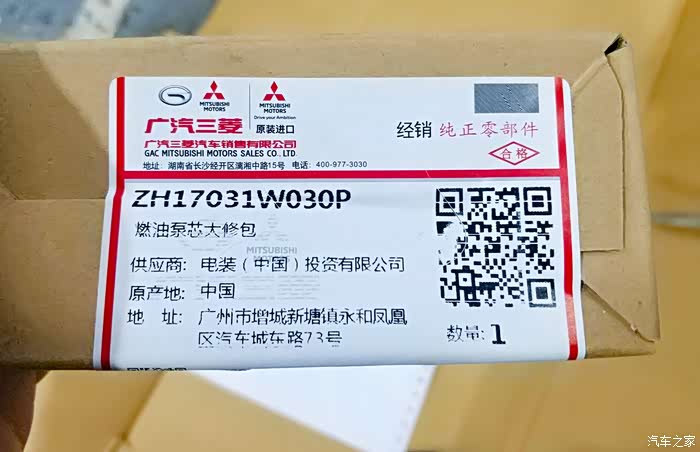 MITSUBISHI MOTORS
MITSUBISHI MOTORS
Drive your Ambition
广汽三菱 原装进口
经销 纯正零部件
合格
广汽三菱汽车销售有限公司
GAC MITSUBISHI MOTORS SALES CO. LTD.
地址：湖南省长沙经开区漓湘中路15号 电话：400-977-3030
ZH17031W030P
燃油泵芯大修包
MITSUBISHI
供应商：电装（中国）投资有限公司
原产地：中国
地 址：广州市增城新塘镇永和凤凰
区汽车城东路73号
数量:1
汽车之家